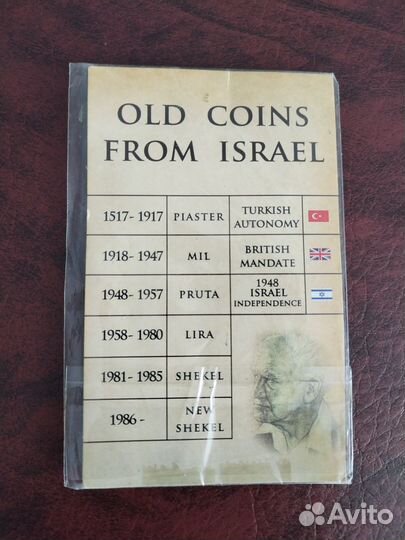 OLD COINS
FROM ISRAEL
1517-1917 PIASTER TURKISH AUTONOMY
1918-1947 MIL BRITISH MANDATE
1948-1957 PRUTA 1948 ISRAEL INDEPENDENCE
1958-1980 LIRA
1981-1985 SHEKEL
1986- NEW SHEKEL
Avito